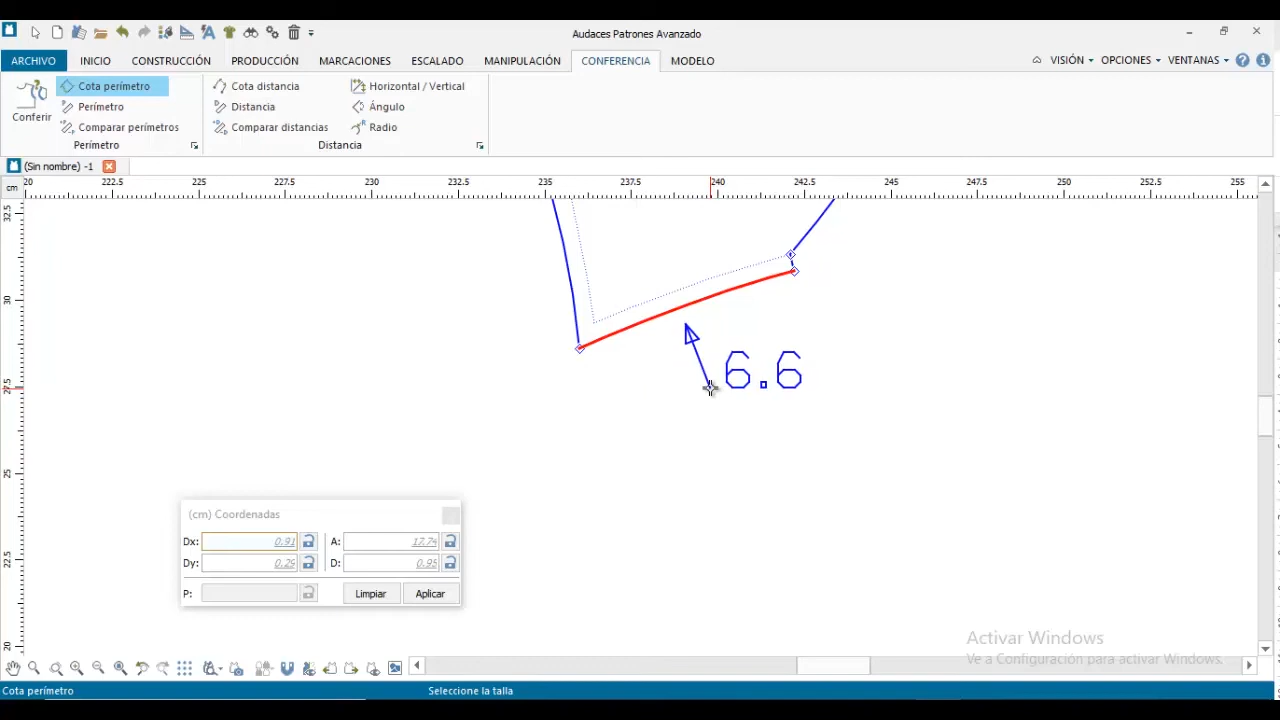 Audaces Patrones Avanzado
ARCHIVO INICIO CONSTRUCCIÓN PRODUCCIÓN MARCACIONES ESCALADO MANIPULACIÓN CONFERENCIA MODELO VISIÓN OPCIONES VENTANAS
Cota perímetro Cota distancia Horizontal / Vertical
Conferir Perímetro Distancia Ángulo
Comparar perímetros Comparar distancias Radio
Perímetro Distancia
(Sin nombre) -1
cm 20 222.5 225 227.5 230 232.5 235 237.5 240 242.5 245 247.5 250 252.5 255
32.5
30
27.5
25
22.5
20
6.6
(cm) Coordenadas
Dx: 0.91 A: 17.74
Dy: 0.29 D: 0.95
P: Limpiar Aplicar
Activar Windows
Ve a Configuración para activar Windows.
Cota perímetro Seleccione la talla